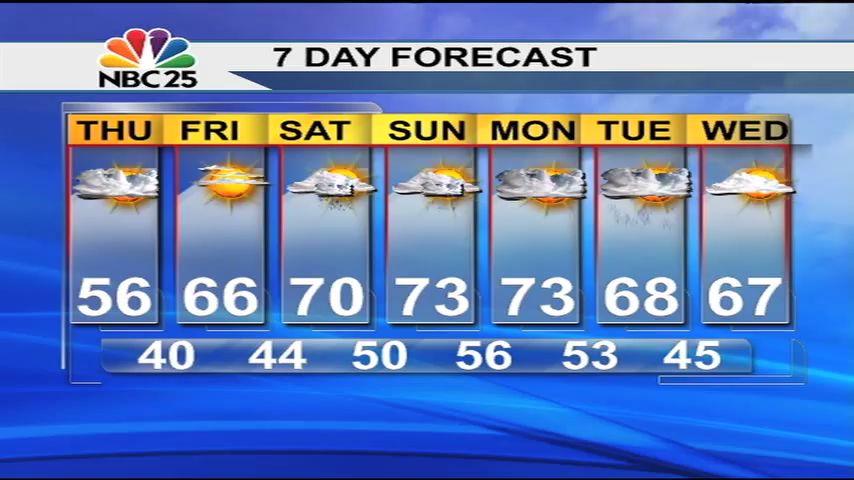 7 DAY FORECAST
NBC25
THU FRI SAT SUN MON TUE WED
56 66 70 73 73 68 67
40 44 50 56 53 45